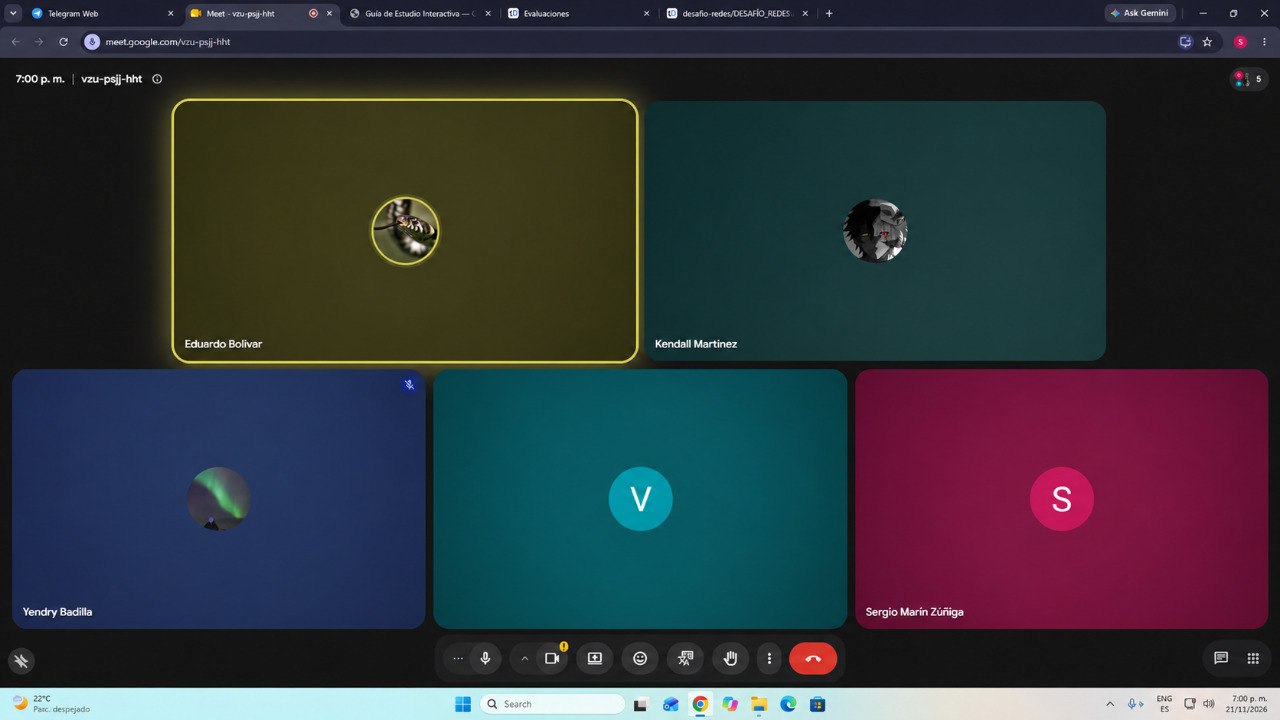 Telegram Web
Meet - vzu-psjj-hht
Guía de Estudio Interactiva — C
Evaluaciones
desafio-redes/DESAFÍO_REDES
Ask Gemini
meet.google.com/vzu-psjj-hht
S
7:00 p. m.
vzu-psjj-hht
5
Eduardo Bolivar
Kendall Martinez
V
S
Yendry Badilla
Sergio Marín Zúñiga
22°C
Parc. despejado
Search
ENG
ES
7:00 p. m.
21/11/2026